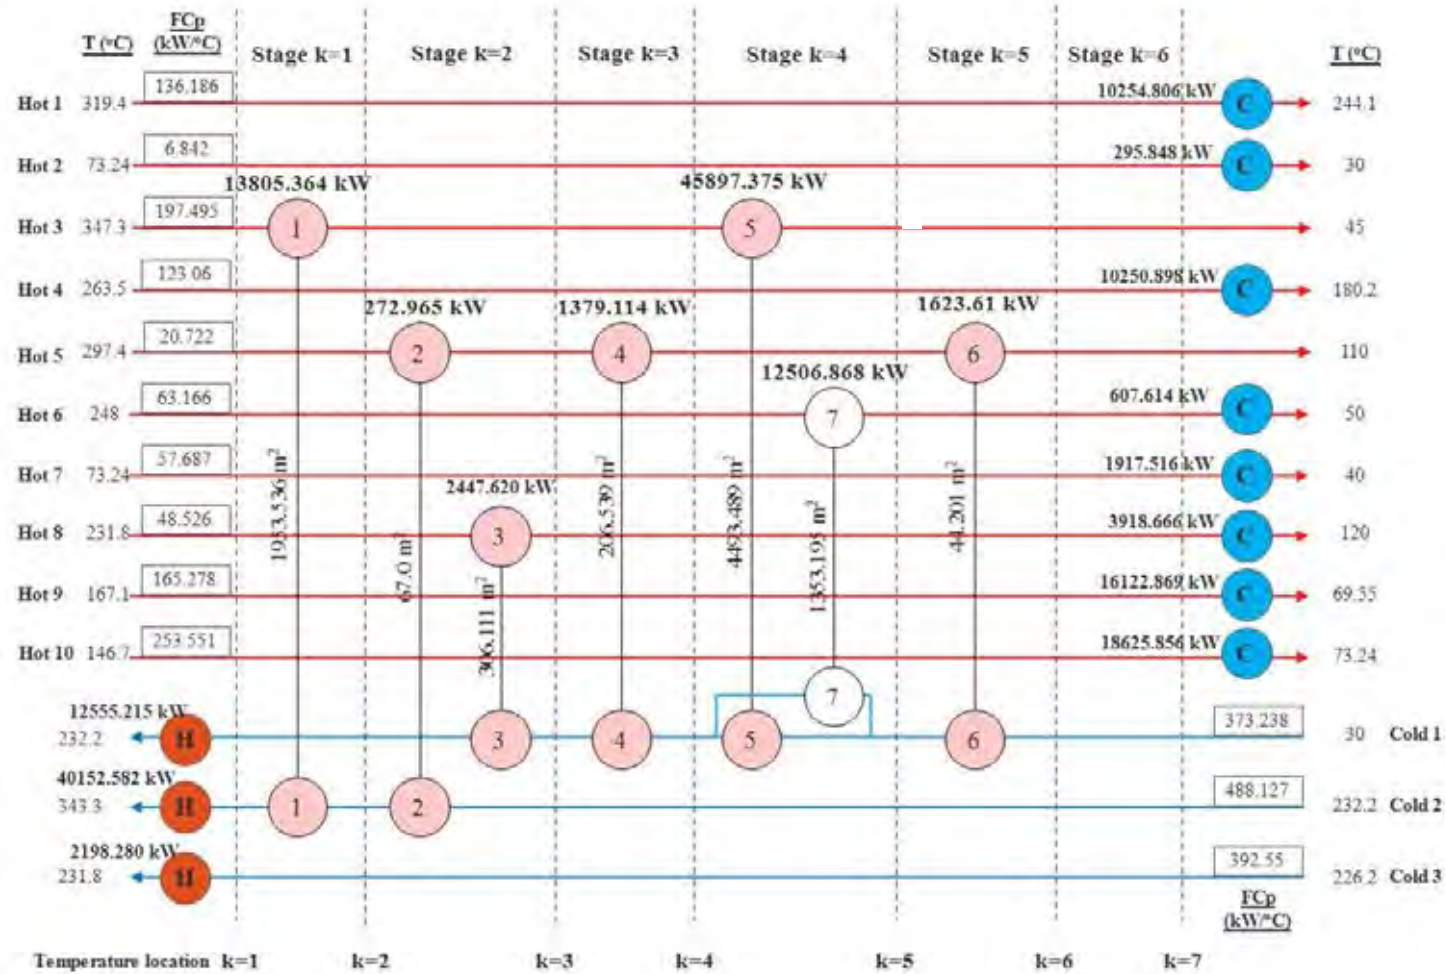 FCp
T (°C) (kW/°C) Stage k=1 Stage k=2 Stage k=3 Stage k=4 Stage k=5 Stage k=6 T (°C)
136.186 10254.806 kW
Hot 1 319.4 C 244.1
6.842 295.848 kW
Hot 2 73.24 C 30
13805.364 kW 45897.375 kW
197.495
Hot 3 347.3 1 5 45
123.06 10250.898 kW
Hot 4 263.5 C 180.2
272.965 kW 1379.114 kW 1623.61 kW
20.722
Hot 5 297.4 2 4 6 110
12506.868 kW
63.166 607.614 kW
Hot 6 248 7 C 50
57.687 1917.516 kW
Hot 7 73.24 C 40
2447.620 kW
48.526 3918.666 kW
Hot 8 231.8 3 C 120
1953.536 m²
67.0 m²
306.111 m²
206.539 m²
4493.489 m²
1353.195 m²
44.201 m²
165.278 16122.869 kW
Hot 9 167.1 C 69.55
253.551 18625.856 kW
Hot 10 146.7 C 73.24
7
12555.215 kW 373.238
232.2 H 3 4 5 6 30 Cold 1
40152.582 kW 488.127
343.3 H 1 2 232.2 Cold 2
2198.280 kW 392.55
231.8 H 226.2 Cold 3
FCp
(kW/°C)
Temperature location k=1 k=2 k=3 k=4 k=5 k=6 k=7